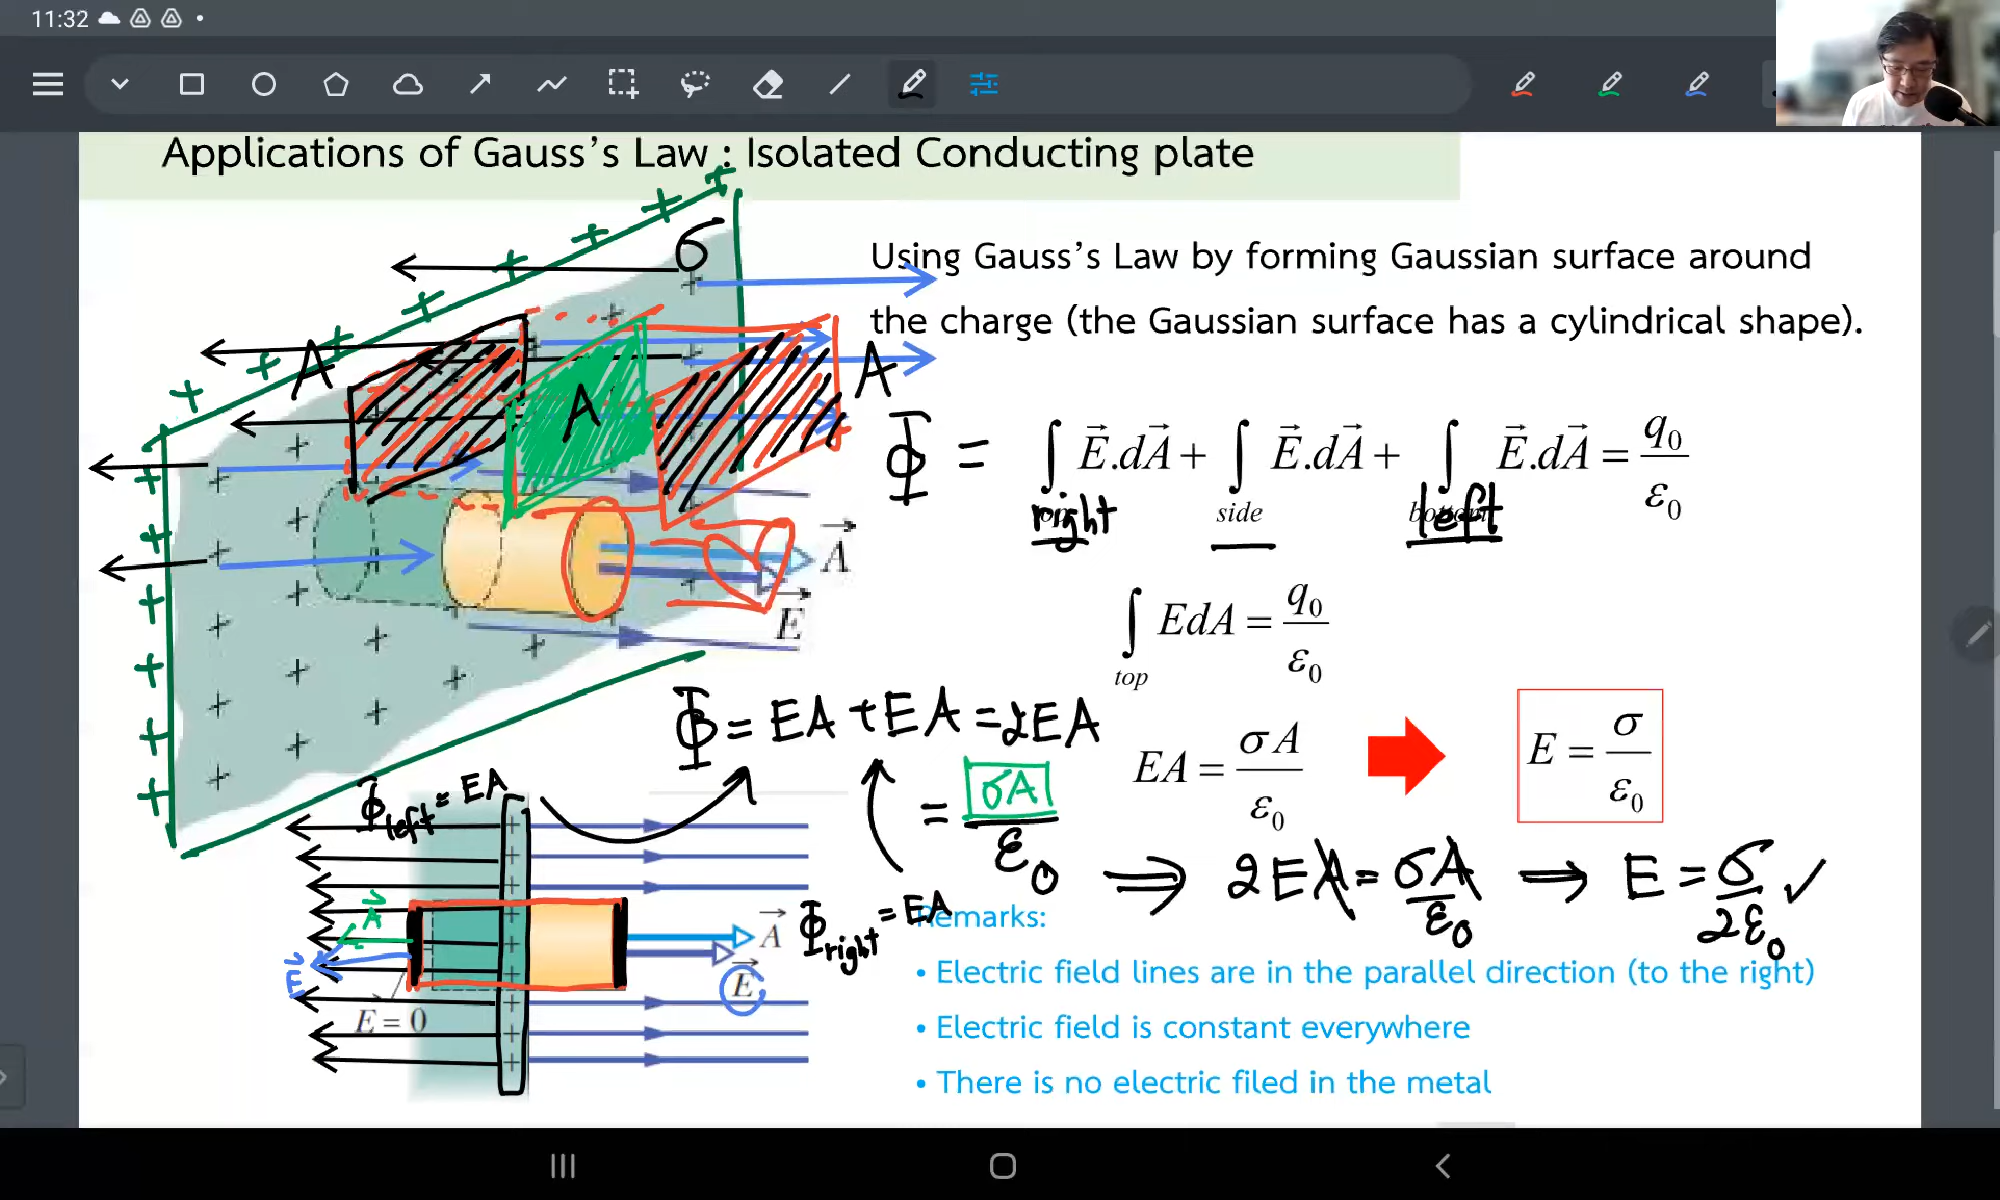 11:32
Applications of Gauss's Law : Isolated Conducting plate
σ
Using Gauss's Law by forming Gaussian surface around
the charge (the Gaussian surface has a cylindrical shape).
A
A
A
Φ = ∫ E⃗.dA⃗ + ∫ E⃗.dA⃗ + ∫ E⃗.dA⃗ = q₀/ε₀
right side left
A⃗
E⃗
∫ EdA = q₀/ε₀
top
Φ = EA + EA = 2EA
= σA/ε₀
EA = σA/ε₀
E = σ/ε₀
Φleft = EA
⇒ 2EA = σA/ε₀ ⇒ E = σ/2ε₀ ✓
Φright = EA
A⃗
E⃗
A⃗
E⃗
E = 0
Remarks:
• Electric field lines are in the parallel direction (to the right)
• Electric field is constant everywhere
• There is no electric filed in the metal